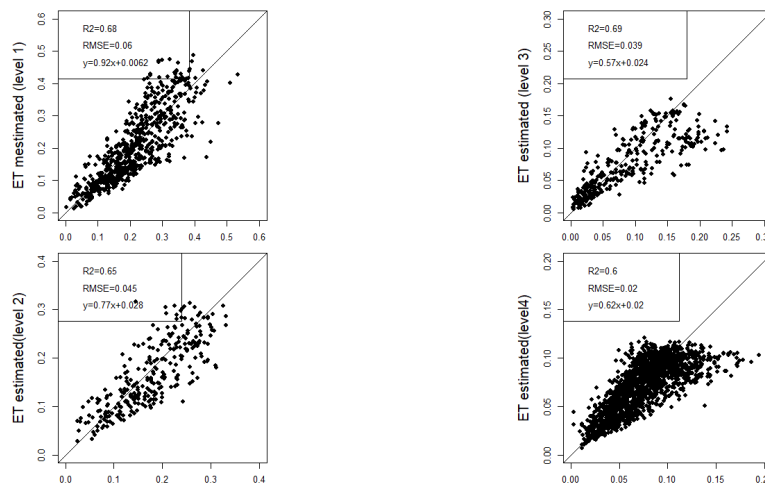 R2=0.68
RMSE=0.06
y=0.92x+0.0062
ET mestimated (level 1)
0.0 0.1 0.2 0.3 0.4 0.5 0.6
0.0 0.1 0.2 0.3 0.4 0.5 0.6
R2=0.69
RMSE=0.039
y=0.57x+0.024
ET estimated (level 3)
0.00 0.05 0.10 0.15 0.20 0.25 0.30
0.00 0.05 0.10 0.15 0.20 0.25 0.3
R2=0.65
RMSE=0.045
y=0.77x+0.028
ET estimated(level 2)
0.0 0.1 0.2 0.3 0.4
0.0 0.1 0.2 0.3 0.4
R2=0.6
RMSE=0.02
y=0.62x+0.02
ET estimated(level4)
0.00 0.05 0.10 0.15 0.20
0.00 0.05 0.10 0.15 0.2